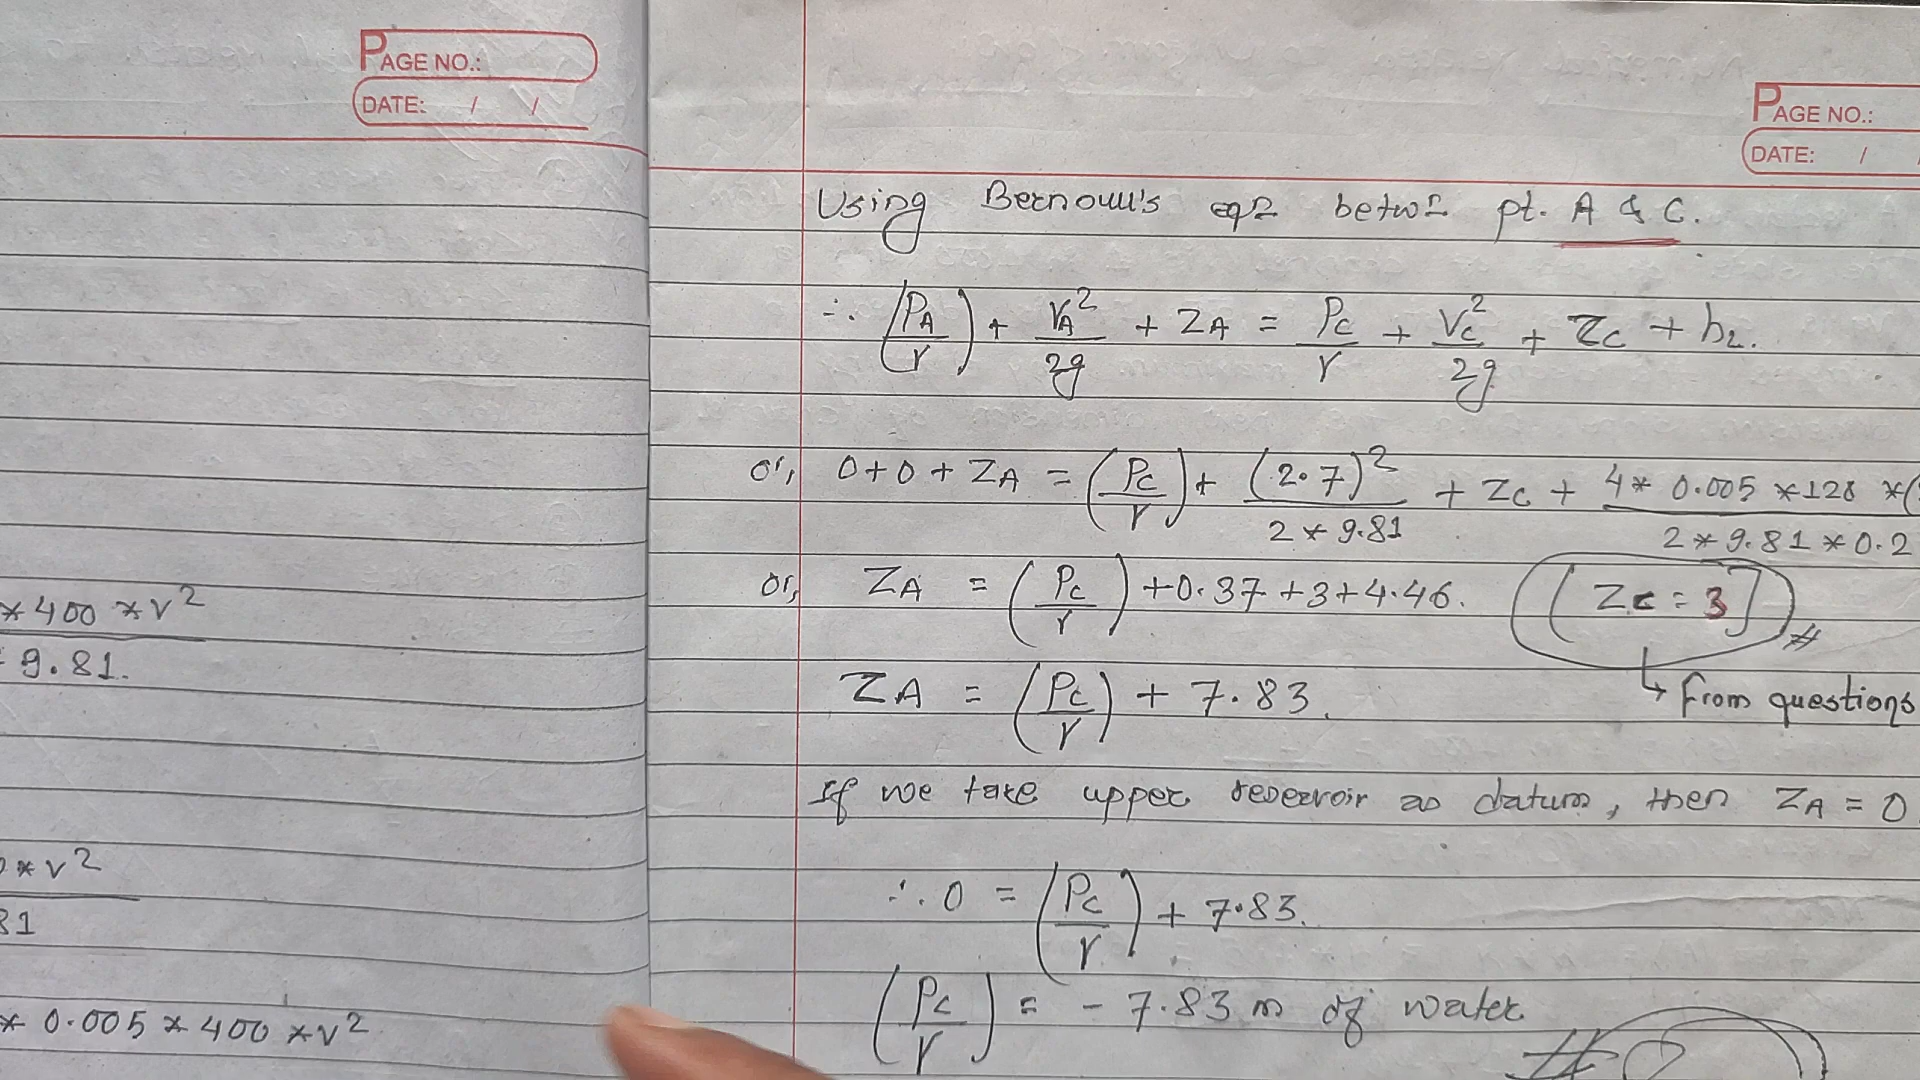 PAGE NO.:
DATE: / /
* 400 * v²
9.81.
* v²
81
* 0.005 * 400 * v²
PAGE NO.:
DATE: /
Using Bernoulli's eqn betwn pt. A & C.
∴ (PA/γ) + VA²/2g + ZA = PC/γ + VC²/2g + ZC + hL.
or, 0+0 + ZA = (PC/γ) + (2.7)²/2 * 9.81 + ZC + 4 * 0.005 * 128 * (/2 * 9.81 * 0.2
or, ZA = (PC/γ) + 0.37 + 3 + 4.46. [ZC = 3] #
ZA = (PC/γ) + 7.83. ↳ from questions
If we take upper reservoir as datum, then ZA = 0
∴ 0 = (PC/γ) + 7.83.
(PC/γ) = - 7.83 m of water